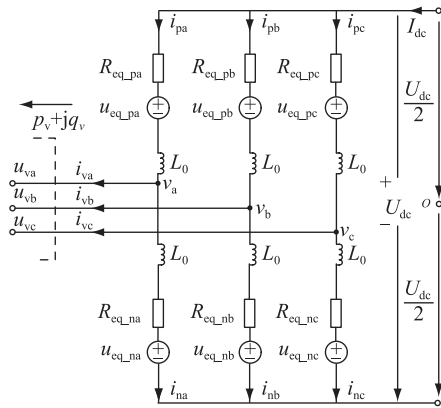 i_pa i_pb i_pc I_dc
R_eq_pa R_eq_pb R_eq_pc
u_eq_pa u_eq_pb u_eq_pc
± ± ±
U_dc/2
p_v+jq_v
L_0 L_0 L_0
u_va i_va v_a
u_vb i_vb v_b
u_vc i_vc v_c
+
U_dc
−
O
L_0 L_0 L_0
U_dc/2
R_eq_na R_eq_nb R_eq_nc
u_eq_na u_eq_nb u_eq_nc
± ± ±
i_na i_nb i_nc